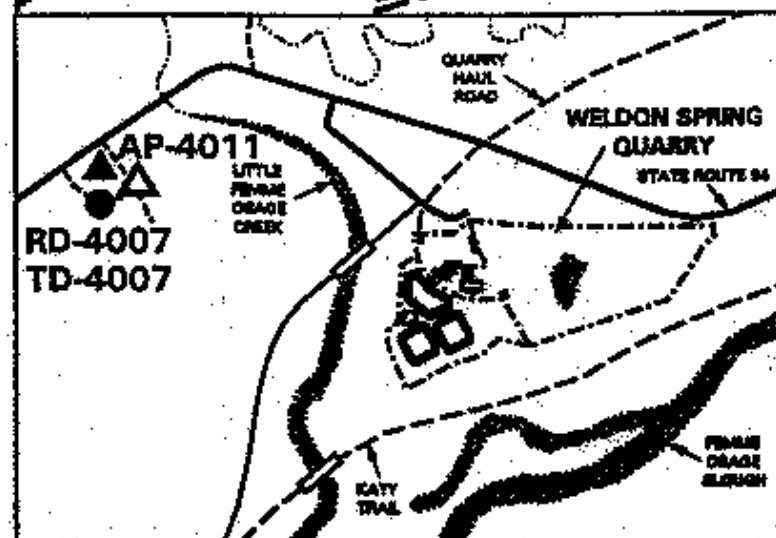 QUARRY
HAUL
ROAD
WELDON SPRING
QUARRY
STATE ROUTE 94
AP-4011
LITTLE
FEMME
OSAGE
CREEK
RD-4007
TD-4007
KATY
TRAIL
FEMME
OSAGE
SLOUGH